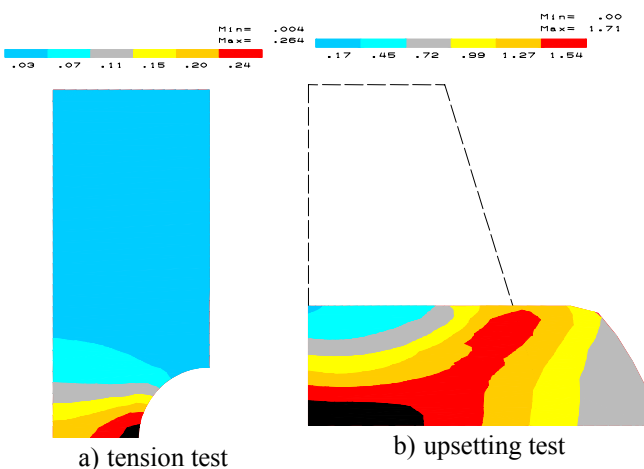 Min= .004
Max= .264
.03 .07 .11 .15 .20 .24
Min= .00
Max= 1.71
.17 .45 .72 .99 1.27 1.54
a) tension test
b) upsetting test